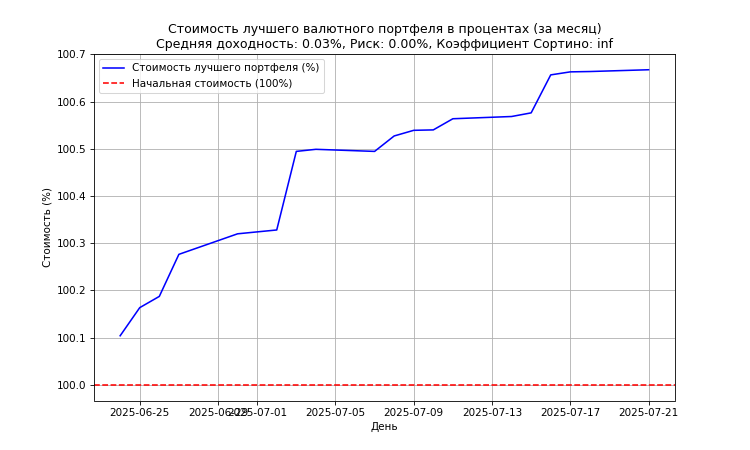 Стоимость лучшего валютного портфеля в процентах (за месяц)
Средняя доходность: 0.03%, Риск: 0.00%, Коэффициент Сортино: inf
Стоимость лучшего портфеля (%)
Начальная стоимость (100%)
Стоимость (%)
100.7
100.6
100.5
100.4
100.3
100.2
100.1
100.0
2025-06-25
2025-06-29
2025-07-01
2025-07-05
2025-07-09
2025-07-13
2025-07-17
2025-07-21
День